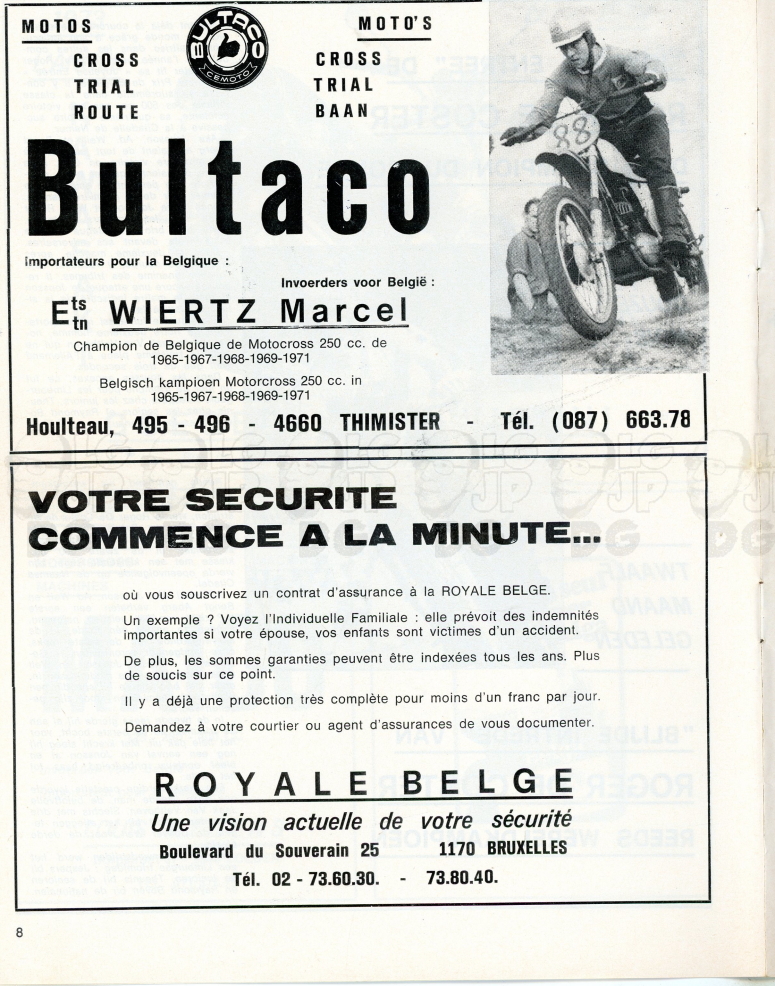 MOTOS
CROSS
TRIAL
ROUTE
BULTACO
CEMOTO
MOTO'S
CROSS
TRIAL
BAAN
88
Bultaco
Importateurs pour la Belgique :
Invoerders voor België :
Ets
tn WIERTZ Marcel
Champion de Belgique de Motocross 250 cc. de
1965-1967-1968-1969-1971
Belgisch kampioen Motorcross 250 cc. in
1965-1967-1968-1969-1971
Houlteau, 495 - 496 - 4660 THIMISTER - Tél. (087) 663.78
LG JP DG
VOTRE SECURITE
COMMENCE A LA MINUTE...
où vous souscrivez un contrat d'assurance à la ROYALE BELGE.
Un exemple ? Voyez l'Individuelle Familiale : elle prévoit des indemnités
importantes si votre épouse, vos enfants sont victimes d'un accident.
De plus, les sommes garanties peuvent être indexées tous les ans. Plus
de soucis sur ce point.
Il y a déjà une protection très complète pour moins d'un franc par jour.
Demandez à votre courtier ou agent d'assurances de vous documenter.
ROYALE BELGE
Une vision actuelle de votre sécurité
Boulevard du Souverain 25 1170 BRUXELLES
Tél. 02 - 73.60.30. - 73.80.40.
8